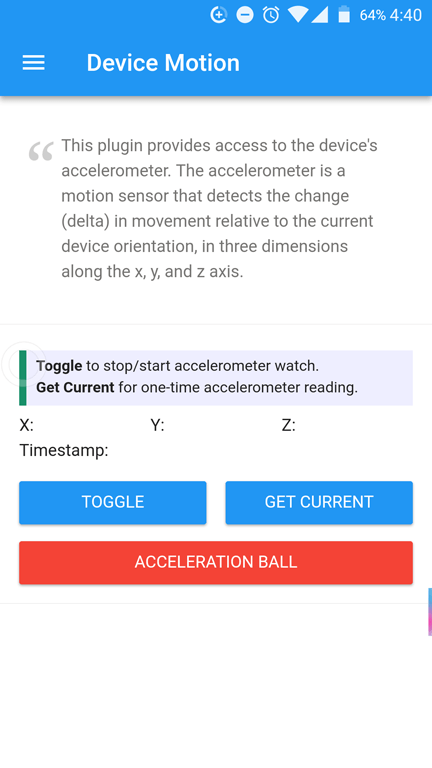 64% 4:40
Device Motion
“ This plugin provides access to the device's
accelerometer. The accelerometer is a
motion sensor that detects the change
(delta) in movement relative to the current
device orientation, in three dimensions
along the x, y, and z axis.
Toggle to stop/start accelerometer watch.
Get Current for one-time accelerometer reading.
X: Y: Z:
Timestamp:
TOGGLE GET CURRENT
ACCELERATION BALL